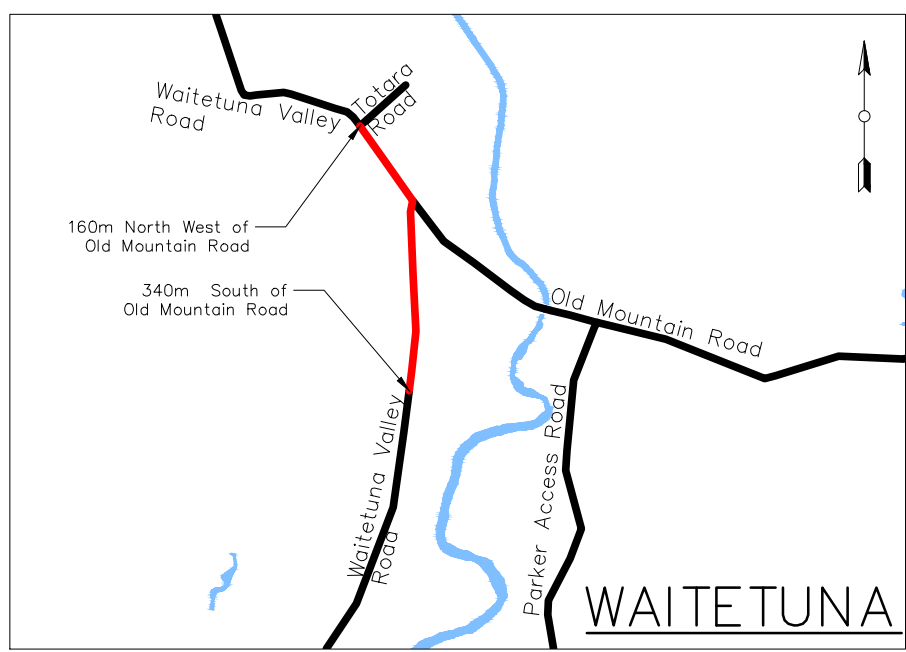 Totara
Road
Waitetuna Valley
Road
160m North West of
Old Mountain Road
340m South of
Old Mountain Road
Old Mountain Road
Waitetuna Valley
Road
Parker Access Road
WAITETUNA